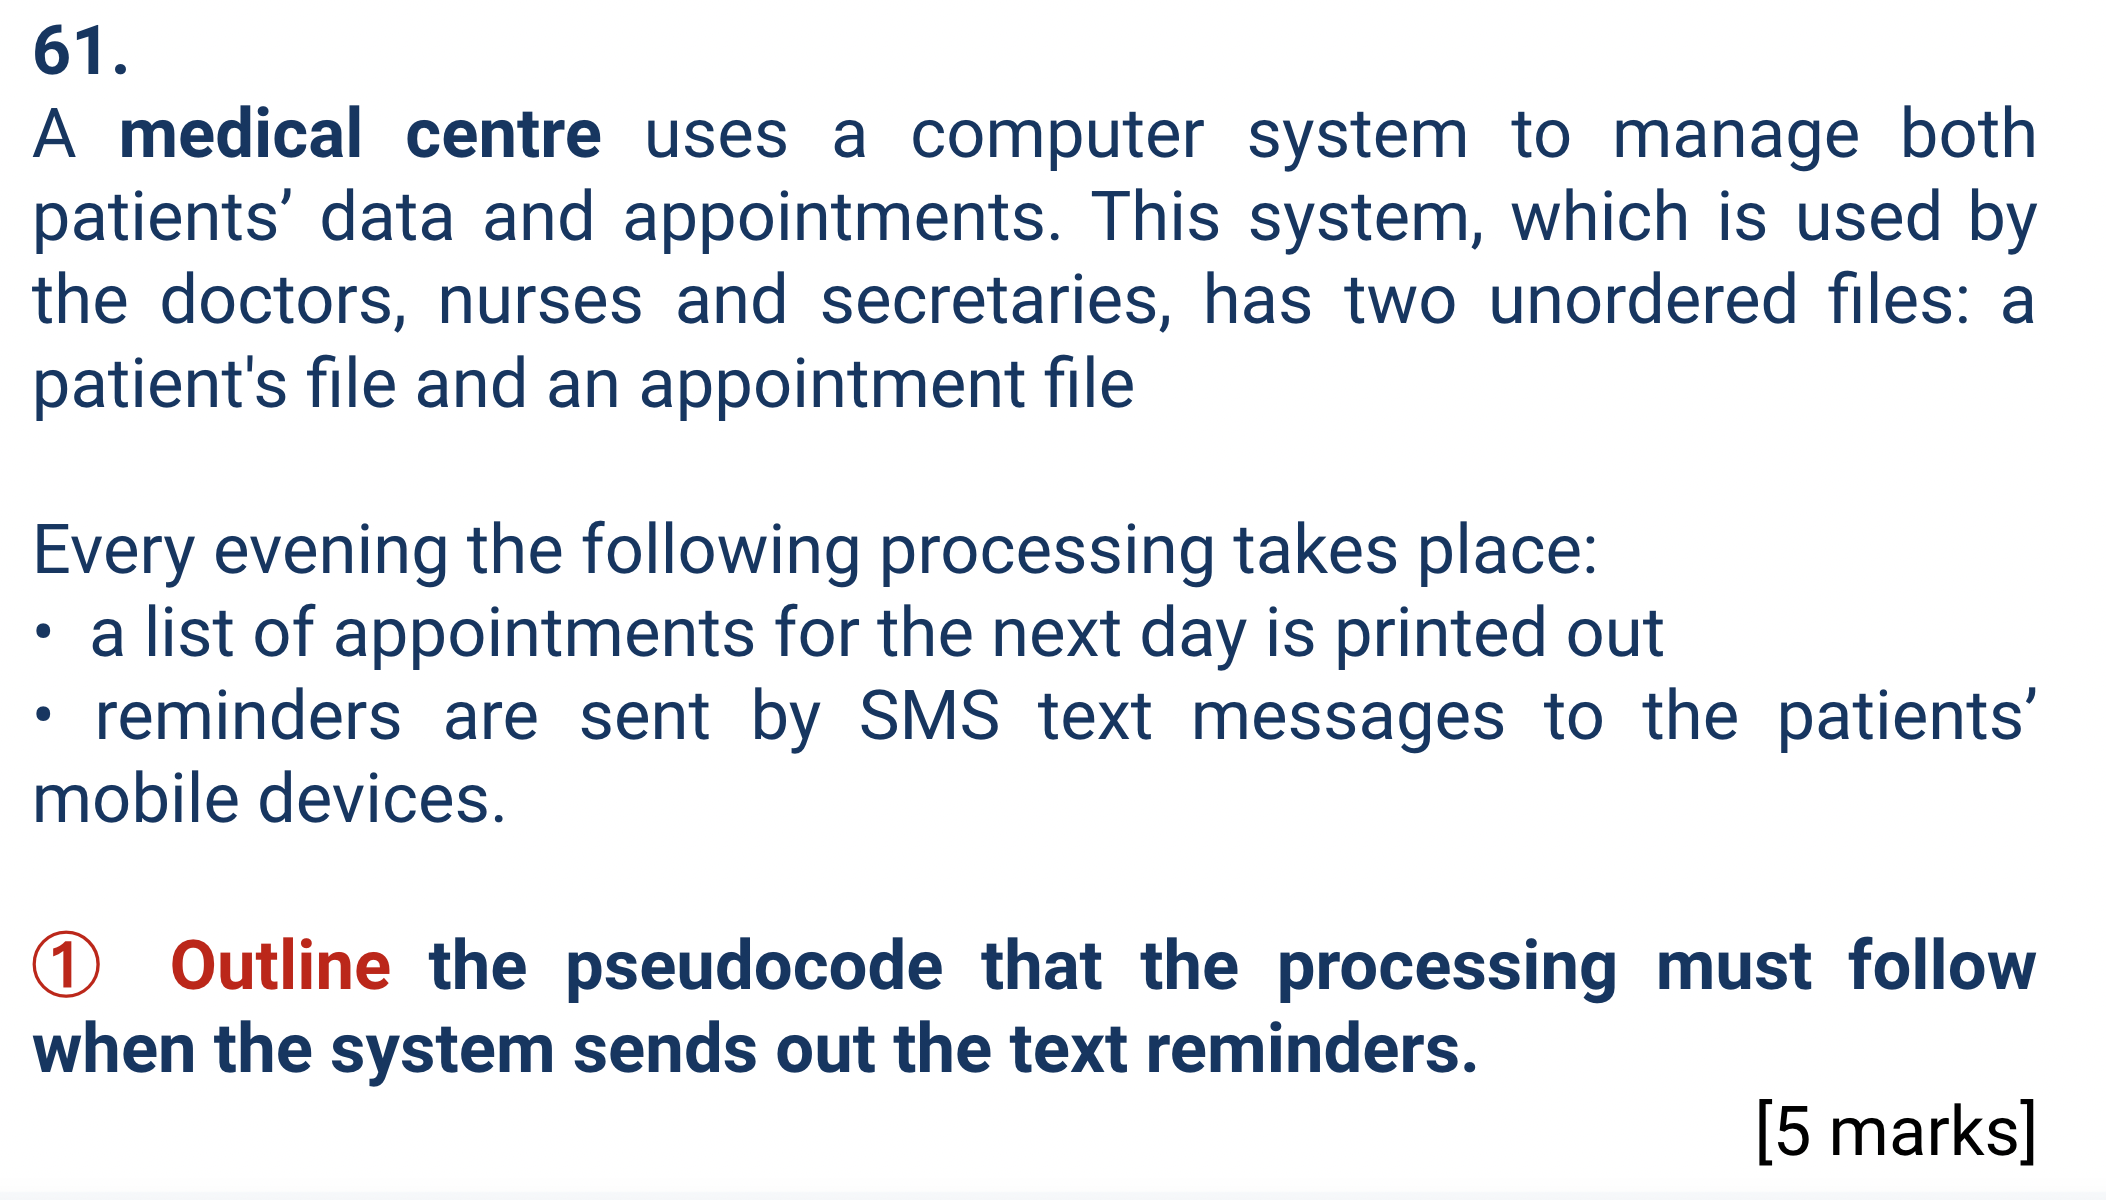 61.
A medical centre uses a computer system to manage both
patients’ data and appointments. This system, which is used by
the doctors, nurses and secretaries, has two unordered files: a
patient's file and an appointment file
Every evening the following processing takes place:
• a list of appointments for the next day is printed out
• reminders are sent by SMS text messages to the patients’
mobile devices.
① Outline the pseudocode that the processing must follow
when the system sends out the text reminders.
[5 marks]